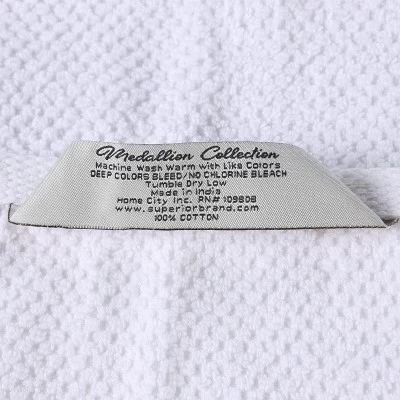 Medallion Collection
Machine Wash Warm with Like Colors
DEEP COLORS BLEED/NO CHLORINE BLEACH
Tumble Dry Low
Made in India
Home City Inc. RN# 109808
www.superiorbrand.com
100% COTTON